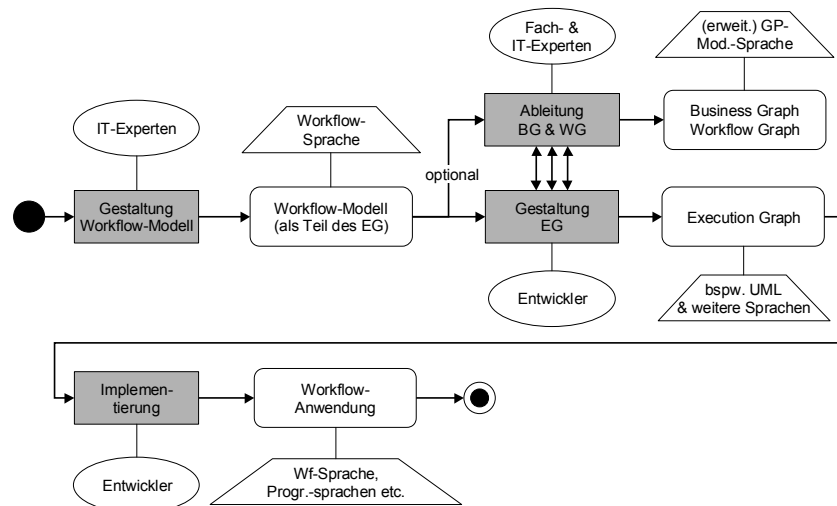 Fach- &
IT-Experten
(erweit.) GP-
Mod.-Sprache
IT-Experten
Workflow-
Sprache
Ableitung
BG & WG
Business Graph
Workflow Graph
optional
Gestaltung
Workflow-Modell
Workflow-Modell
(als Teil des EG)
Gestaltung
EG
Execution Graph
Entwickler
bspw. UML
& weitere Sprachen
Implemen-
tierung
Workflow-
Anwendung
Entwickler
Wf-Sprache,
Progr.-sprachen etc.